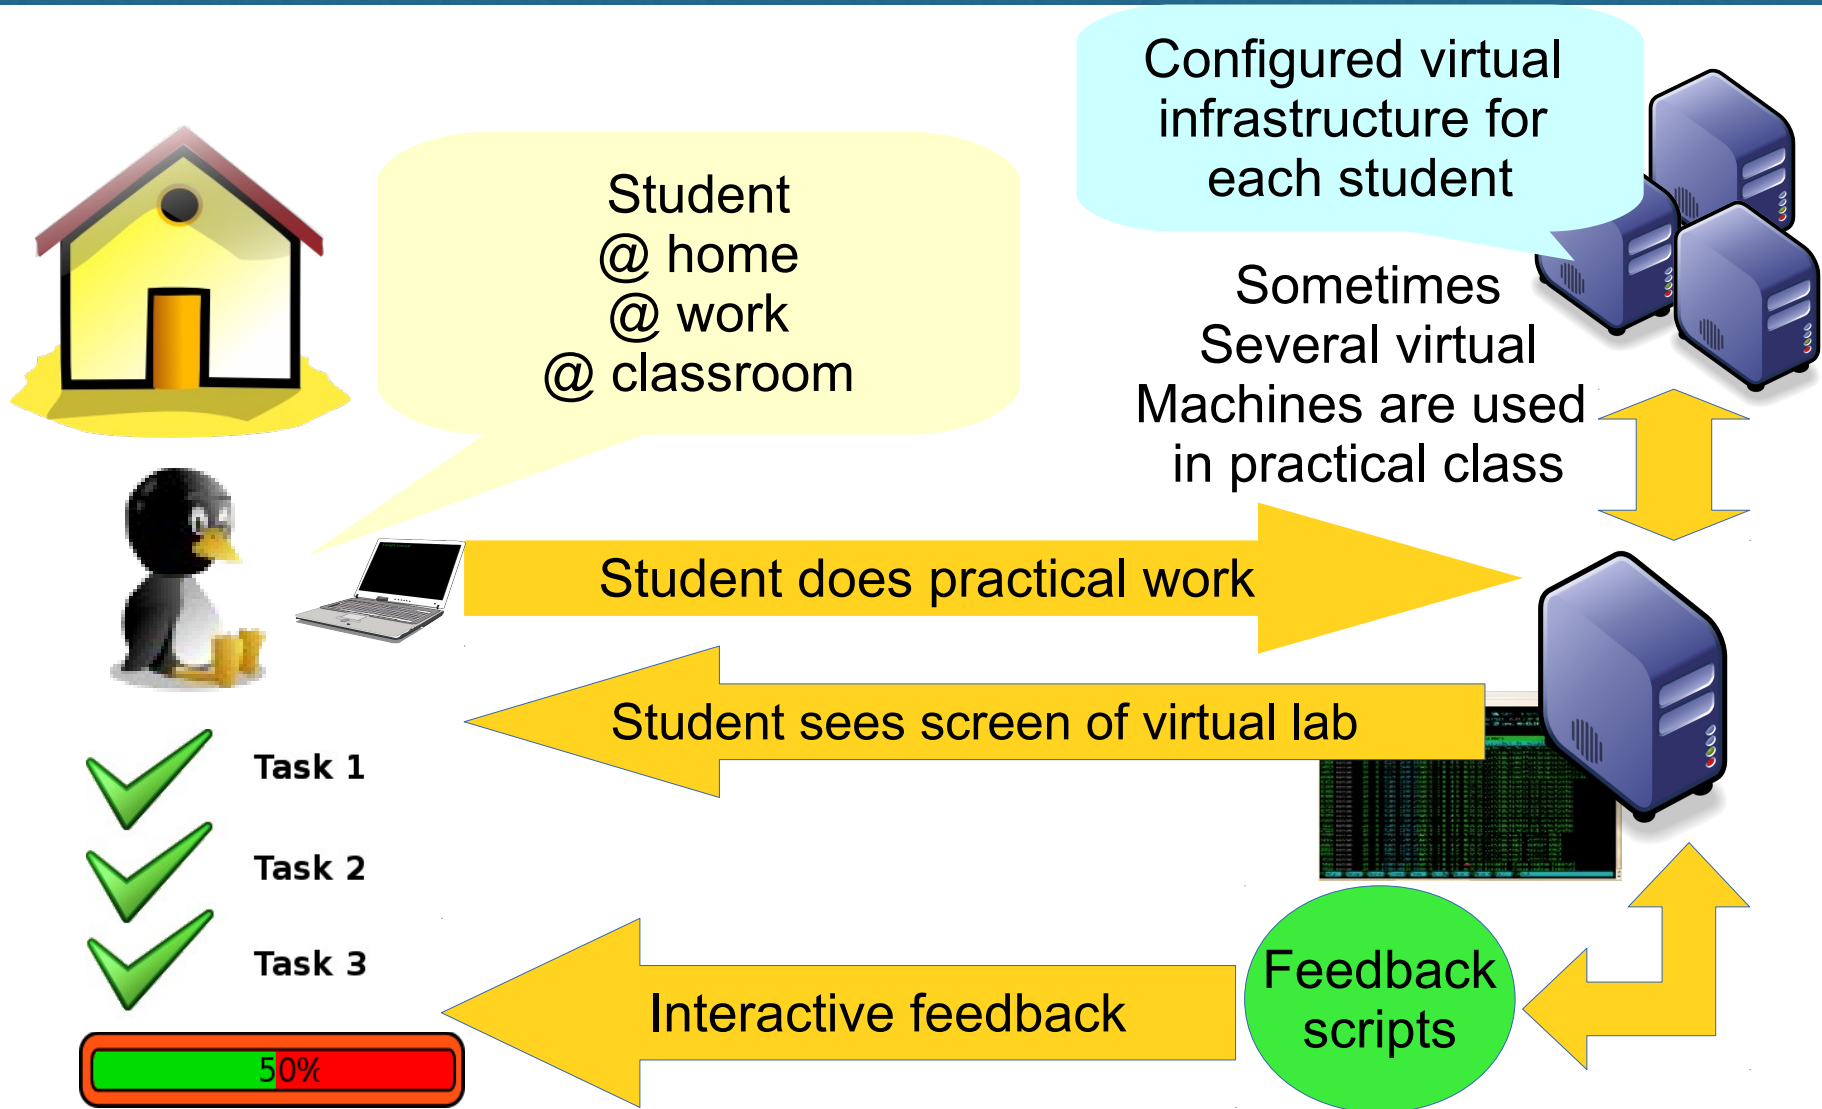 Configured virtual
infrastructure for
each student
Student
@ home
@ work
@ classroom
Sometimes
Several virtual
Machines are used
in practical class
Student does practical work
Student sees screen of virtual lab
Task 1
Task 2
Task 3
Interactive feedback
Feedback
scripts
50%